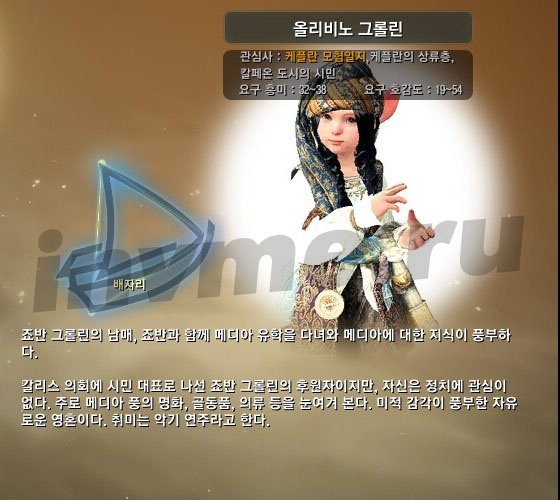 올리비노 그롤린
관심사 : 케플란 모험일지,케플란의 상류층,
칼페온 도시의 시민
요구 흥미 : 32~38 요구 호감도 : 19~54
invme.ru
배자리
죠반 그롤린의 남매, 죠반과 함께 메디아 유학을 다녀와 메디아에 대한 지식이 풍부하
다.
칼리스 의회에 시민 대표로 나선 죠반 그롤린의 후원자이지만, 자신은 정치에 관심이
없다. 주로 메디아 풍의 명화, 골동품, 의류 등을 눈여겨 본다. 미적 감각이 풍부한 자유
로운 영혼이다. 취미는 악기 연주라고 한다.